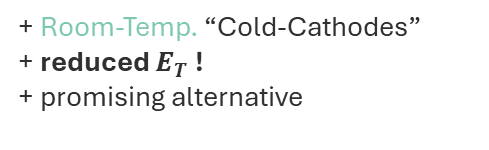 + Room-Temp. “Cold-Cathodes”
+ reduced E_T !
+ promising alternative